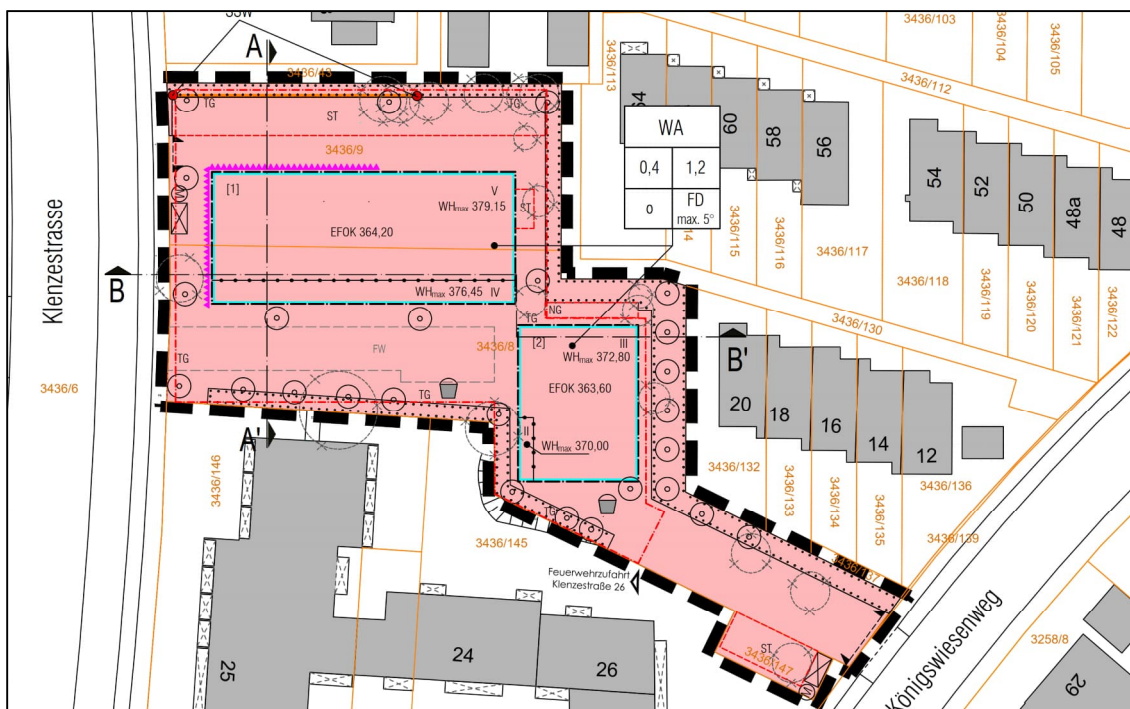 SSW
A
3436/43
3436/103
3436/104
3436/105
3436/113
3436/112
TG
TG
ST
3436/9
64
60
58
56
WA
0,4
1,2
o
FD
max. 5°
54
52
50
48a
48
[1]
V
WHmax 379.15
ST
EFOK 364,20
14
3436/115
3436/116
3436/117
3436/118
3436/119
3436/120
3436/121
3436/122
B
WHmax 376,45
IV
Klenzestrasse
NG
TG
3436/130
FW
3436/8
[2]
III
WHmax 372,80
B'
3436/6
TG
EFOK 363,60
20
18
16
14
12
TG
II
WHmax 370,00
A'
3436/146
3436/132
3436/133
3436/134
3436/135
3436/136
3436/139
TG
3436/145
Feuerwehrzufahrt
Klenzestraße 26
3436/137
Königswiesenweg
3258/8
ST
3436/147
M
M
25
24
26
29